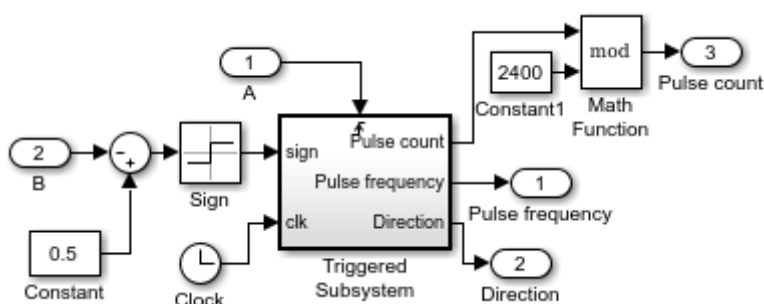 1
A
2
B
-
+
0.5
Constant
Sign
Clock
sign
clk
Pulse count
Pulse frequency
Direction
Triggered
Subsystem
2400
Constant1
mod
Math
Function
3
Pulse count
1
Pulse frequency
2
Direction